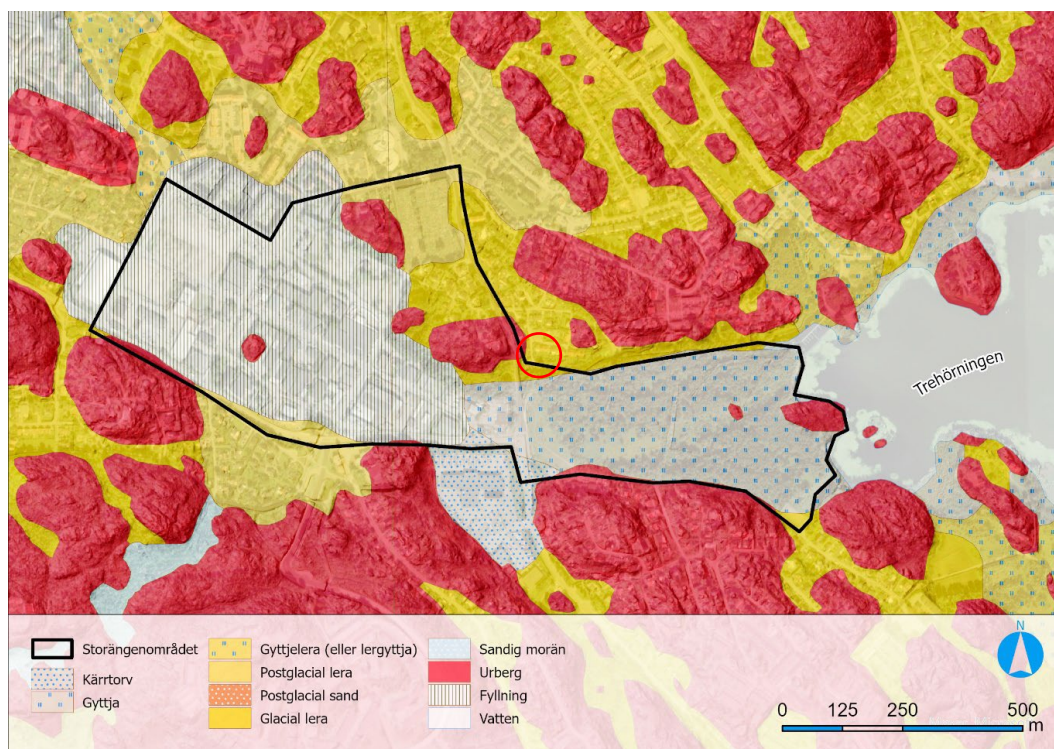 Trehörningen
Storängenområdet
Kärrtorv
Gyttja
Gyttjelera (eller lergyttja)
Postglacial lera
Postglacial sand
Glacial lera
Sandig morän
Urberg
Fyllning
Vatten
N
0 125 250 500
m